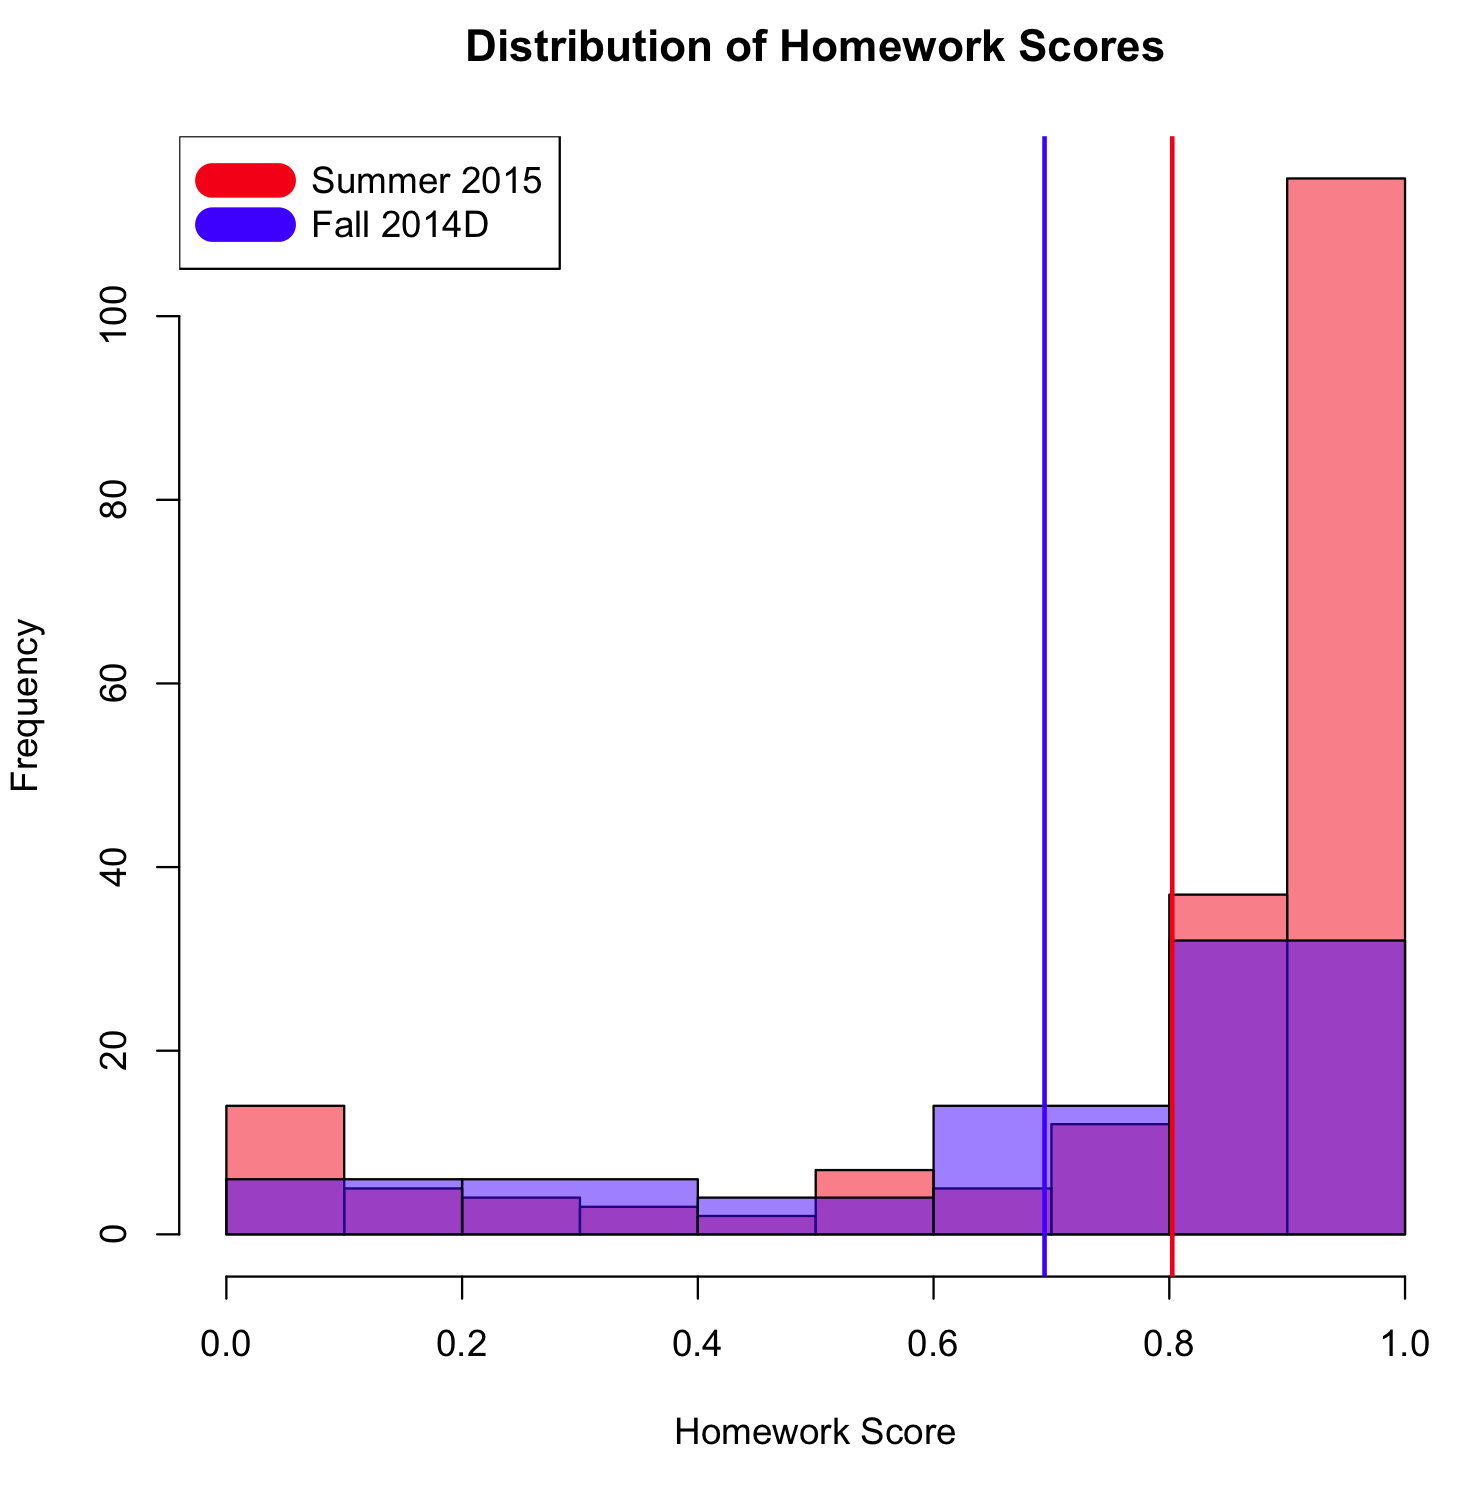 Distribution of Homework Scores
Summer 2015
Fall 2014D
Frequency
100
80
60
40
20
0
0.0 0.2 0.4 0.6 0.8 1.0
Homework Score